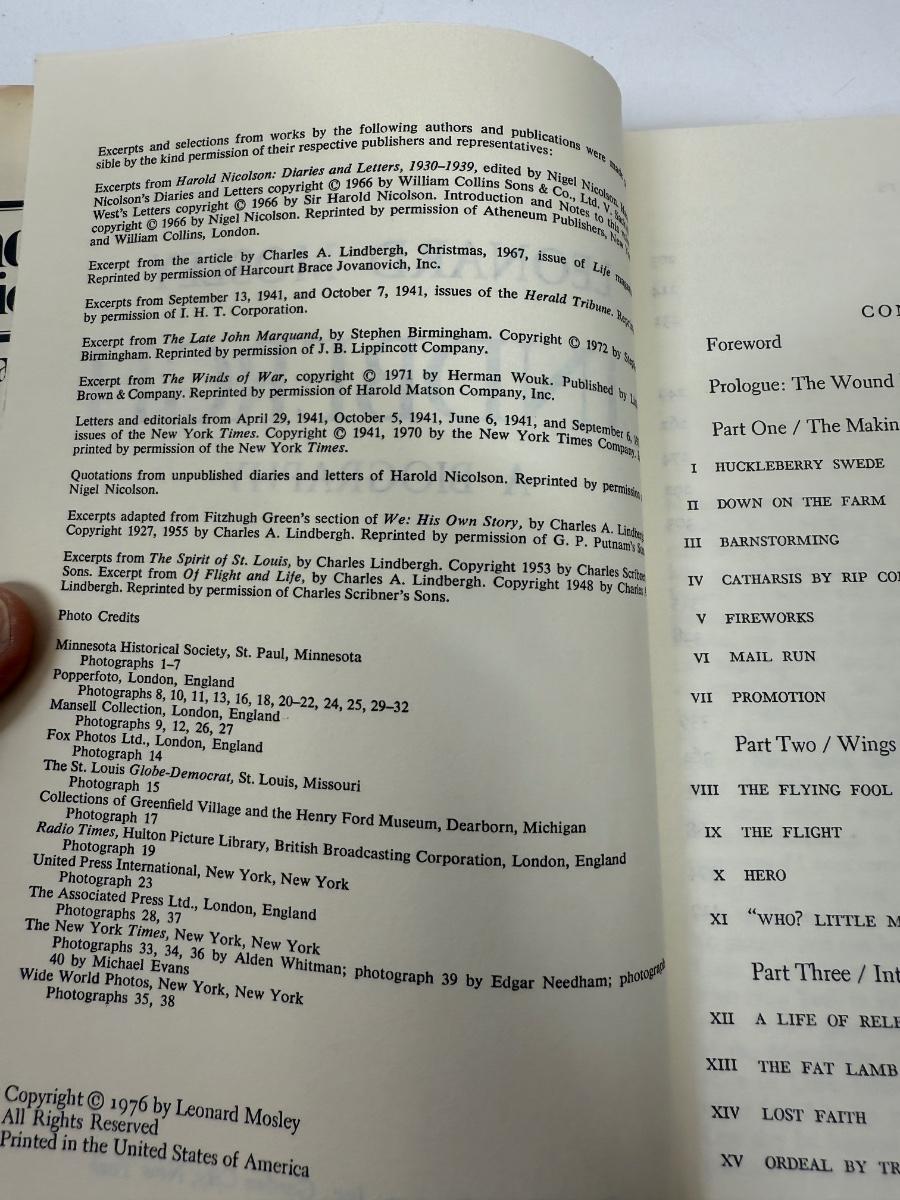 Excerpts and selections from works by the following authors and publications were made
sible by the kind permission of their respective publishers and representatives:
Excerpts from Harold Nicolson: Diaries and Letters, 1930–1939, edited by Nigel Nicolson.
Nicolson's Diaries and Letters copyright © 1966 by William Collins Sons & Co., Ltd. V.
West's Letters copyright © 1966 by Sir Harold Nicolson. Introduction and Notes to this
copyright © 1966 by Nigel Nicolson. Reprinted by permission of Atheneum Publishers, New
and William Collins, London.
Excerpt from the article by Charles A. Lindbergh, Christmas, 1967, issue of Life
Reprinted by permission of Harcourt Brace Jovanovich, Inc.
Excerpts from September 13, 1941, and October 7, 1941, issues of the Herald Tribune.
by permission of I. H. T. Corporation.
Excerpt from The Late John Marquand, by Stephen Birmingham. Copyright © 1972 by
Birmingham. Reprinted by permission of J. B. Lippincott Company.
Excerpt from The Winds of War, copyright © 1971 by Herman Wouk. Published by
Brown & Company. Reprinted by permission of Harold Matson Company, Inc.
Letters and editorials from April 29, 1941, October 5, 1941, June 6, 1941, and September 6,
issues of the New York Times. Copyright © 1941, 1970 by the New York Times Company.
printed by permission of the New York Times.
Quotations from unpublished diaries and letters of Harold Nicolson. Reprinted by permission
Nigel Nicolson.
Excerpts adapted from Fitzhugh Green's section of We: His Own Story, by Charles A.
Copyright 1927, 1955 by Charles A. Lindbergh. Reprinted by permission of G. P. Putnam's
Excerpts from The Spirit of St. Louis, by Charles Lindbergh. Copyright 1953 by Charles
Sons. Excerpt from Of Flight and Life, by Charles A. Lindbergh. Copyright 1948 by Charles
Lindbergh. Reprinted by permission of Charles Scribner's Sons.
Photo Credits
Minnesota Historical Society, St. Paul, Minnesota
Photographs 1–7
Popperfoto, London, England
Photographs 8, 10, 11, 13, 16, 18, 20–22, 24, 25, 29–32
Mansell Collection, London, England
Photographs 9, 12, 26, 27
Fox Photos Ltd., London, England
Photograph 14
The St. Louis Globe-Democrat, St. Louis, Missouri
Photograph 15
Collections of Greenfield Village and the Henry Ford Museum, Dearborn, Michigan
Photograph 17
Radio Times, Hulton Picture Library, British Broadcasting Corporation, London, England
Photograph 19
United Press International, New York, New York
Photograph 23
The Associated Press Ltd., London, England
Photographs 28, 37
The New York Times, New York, New York
Photographs 33, 34, 36 by Alden Whitman; photograph 39 by Edgar Needham; photograph
40 by Michael Evans
Wide World Photos, New York, New York
Photographs 35, 38
Copyright © 1976 by Leonard Mosley
All Rights Reserved
Printed in the United States of America
CON
Foreword
Prologue: The Wound
Part One / The Makin
I HUCKLEBERRY SWEDE
II DOWN ON THE FARM
III BARNSTORMING
IV CATHARSIS BY RIP CO
V FIREWORKS
VI MAIL RUN
VII PROMOTION
Part Two / Wings
VIII THE FLYING FOOL
IX THE FLIGHT
X HERO
XI "WHO? LITTLE M
Part Three / Int
XII A LIFE OF RELE
XIII THE FAT LAMB
XIV LOST FAITH
XV ORDEAL BY TR